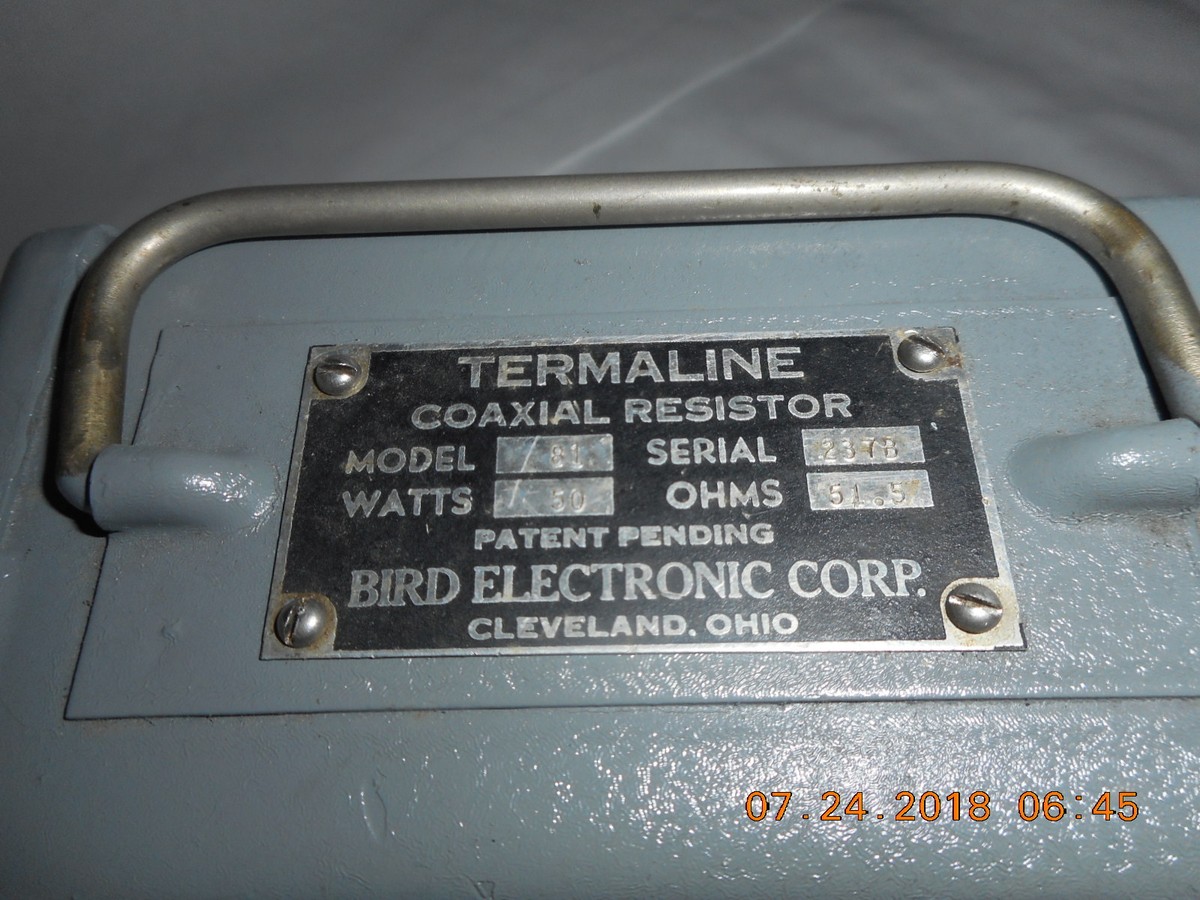 TERMALINE
COAXIAL RESISTOR
MODEL 81 SERIAL 2378
WATTS 50 OHMS 51.5
PATENT PENDING
BIRD ELECTRONIC CORP.
CLEVELAND. OHIO
07.24.2018 06:45